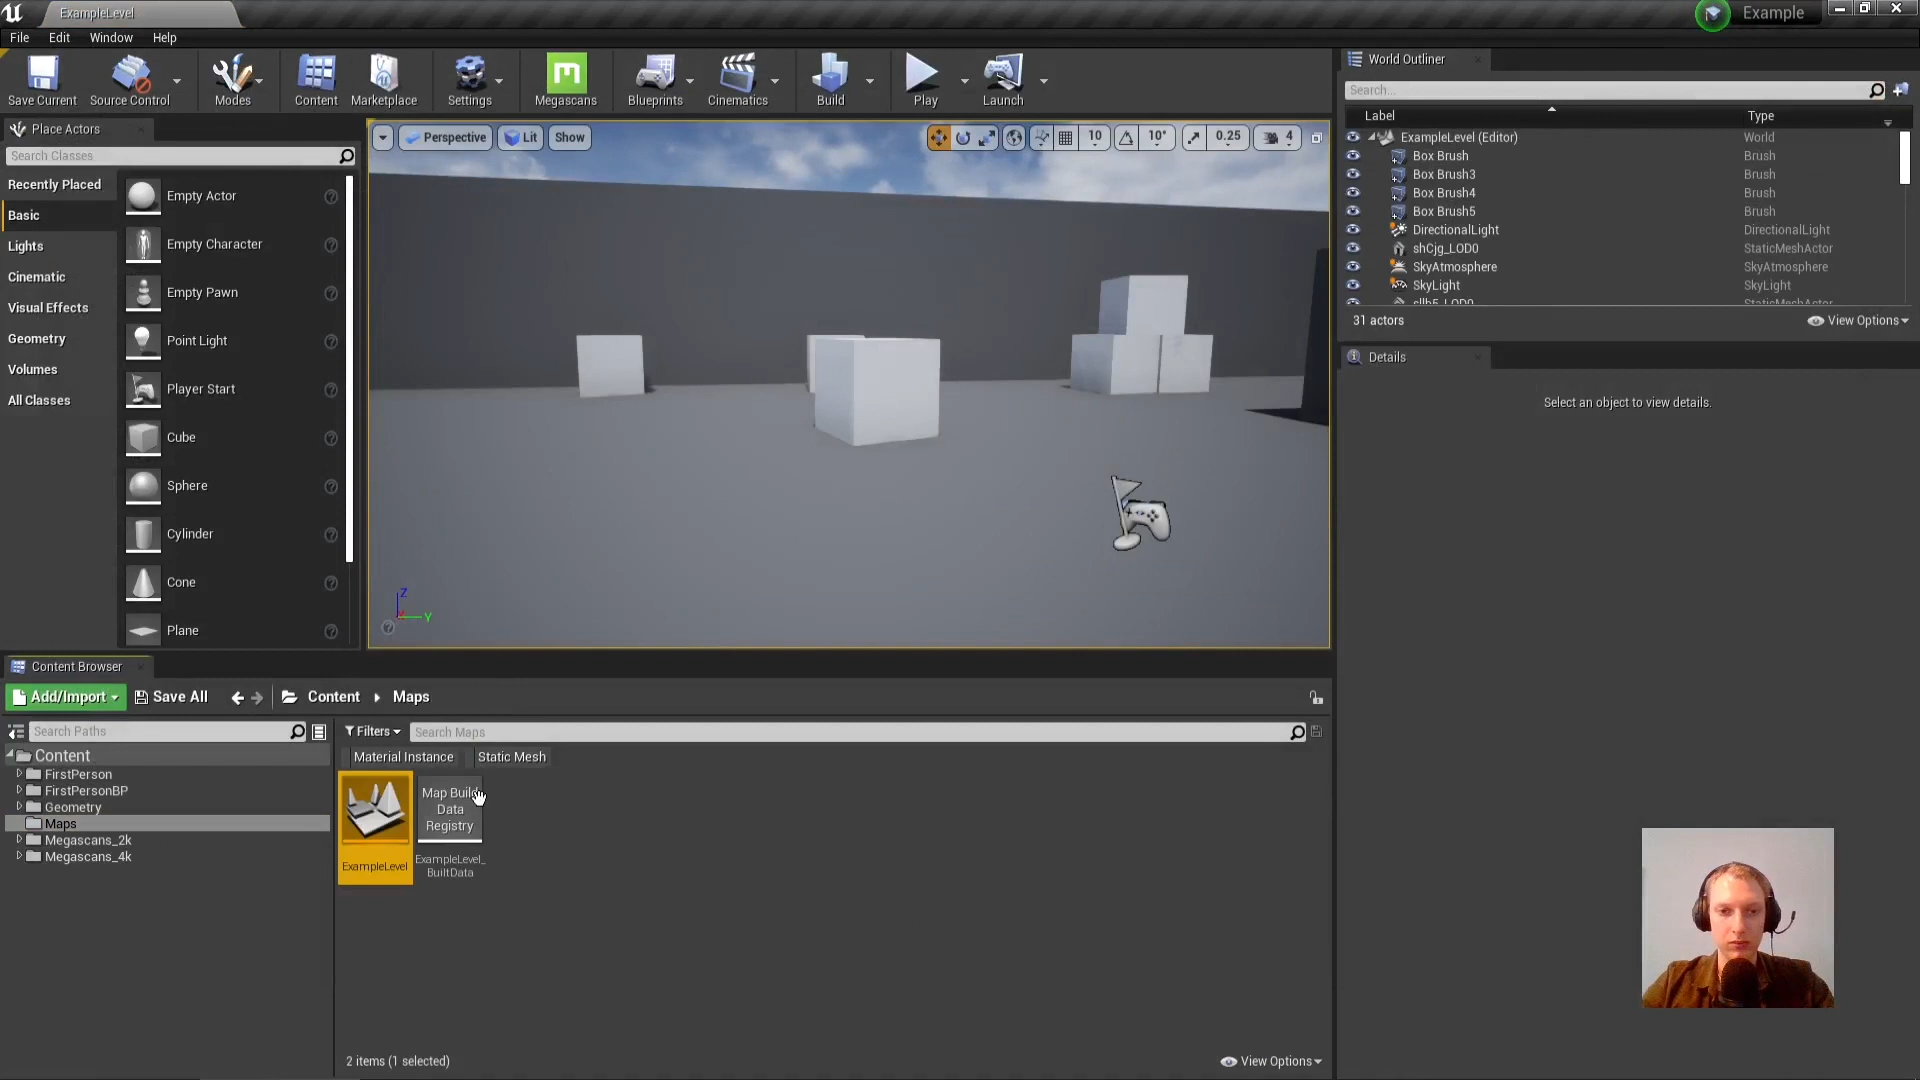 ExampleLevel
Example
File Edit Window Help
Save Current Source Control Modes Content Marketplace Settings Megascans Blueprints Cinematics Build Play Launch
Place Actors
Search Classes
Recently Placed
Basic
Lights
Cinematic
Visual Effects
Geometry
Volumes
All Classes
Empty Actor
Empty Character
Empty Pawn
Point Light
Player Start
Cube
Sphere
Cylinder
Cone
Plane
Perspective Lit Show 10 10° 0.25 4
Z
Y
World Outliner
Search...
Label Type
ExampleLevel (Editor) World
Box Brush Brush
Box Brush3 Brush
Box Brush4 Brush
Box Brush5 Brush
DirectionalLight DirectionalLight
shCjg_LOD0 StaticMeshActor
SkyAtmosphere SkyAtmosphere
SkyLight SkyLight
StaticMeshActor
31 actors View Options
Details
Select an object to view details.
Content Browser
Add/Import Save All Content Maps
Search Paths
Content
FirstPerson
FirstPersonBP
Geometry
Maps
Megascans_2k
Megascans_4k
Filters Search Maps
Material Instance Static Mesh
Map Build
Data
Registry
ExampleLevel
ExampleLevel_
BuiltData
2 items (1 selected) View Options